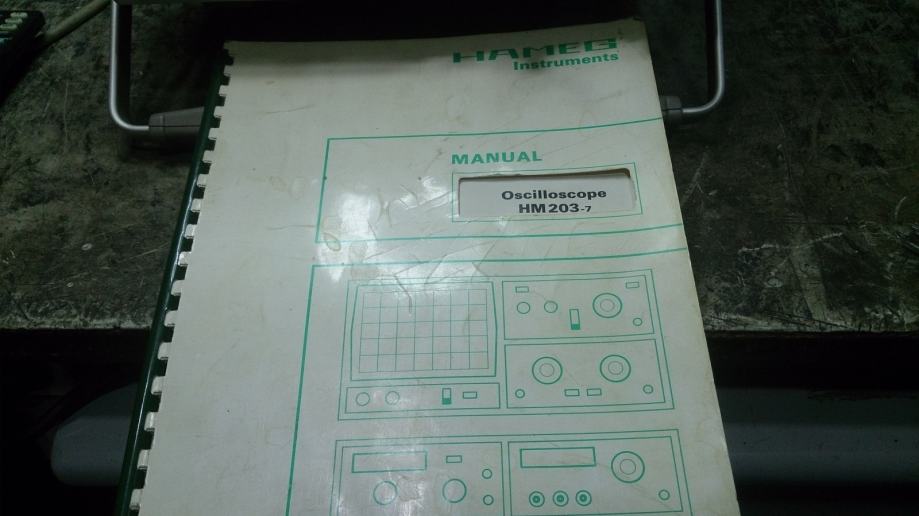 HAMEG
Instruments
MANUAL
Oscilloscope
HM203-7